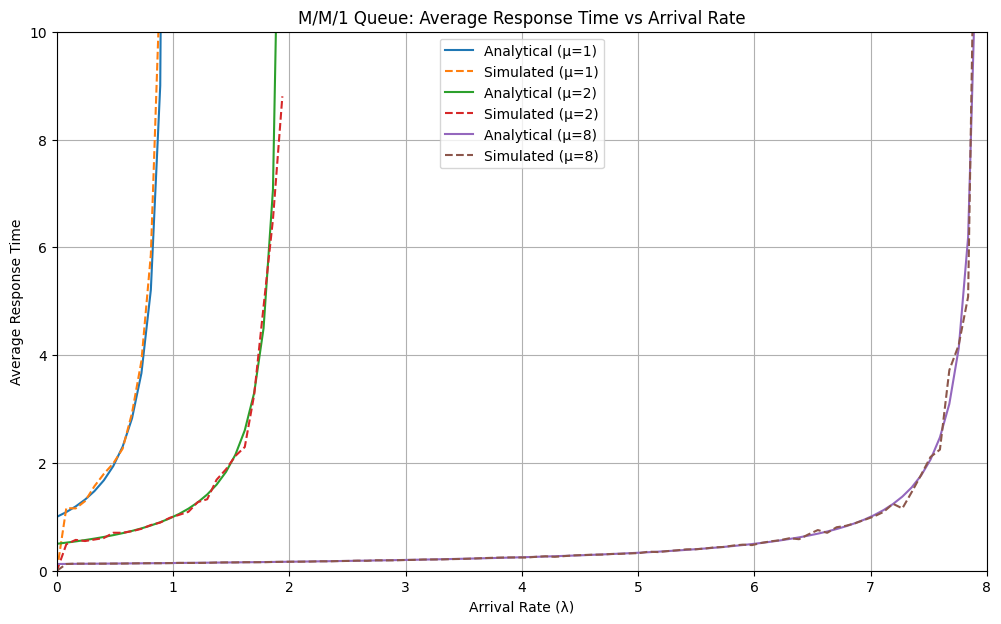 M/M/1 Queue: Average Response Time vs Arrival Rate
Analytical (μ=1)
Simulated (μ=1)
Analytical (μ=2)
Simulated (μ=2)
Analytical (μ=8)
Simulated (μ=8)
Average Response Time
10
8
6
4
2
0
0 1 2 3 4 5 6 7 8
Arrival Rate (λ)